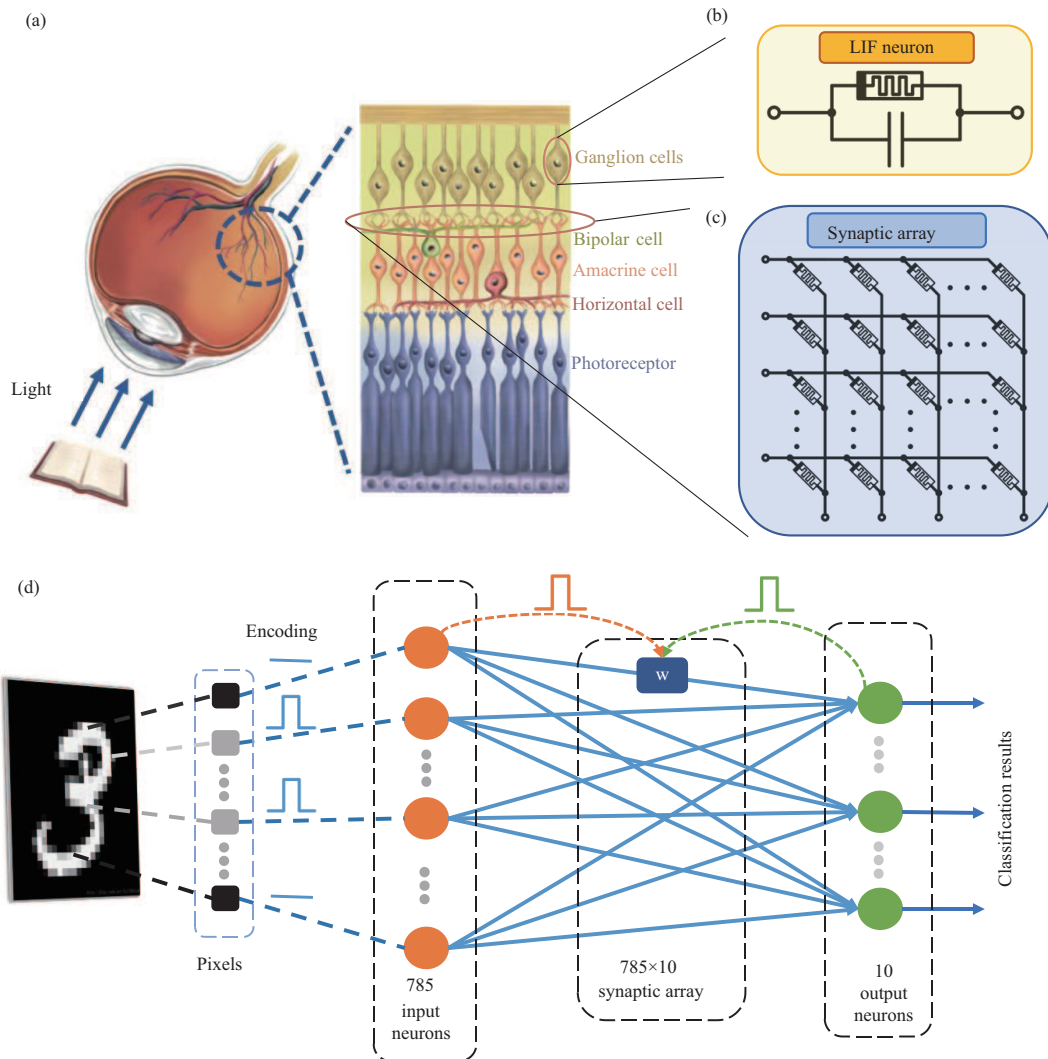 (a)
(b)
LIF neuron
Ganglion cells
(c)
Synaptic array
Bipolar cell
Amacrine cell
Horizontal cell
Photoreceptor
Light
(d)
Encoding
w
Pixels
785
input
neurons
785×10
synaptic array
10
output
neurons
Classification results